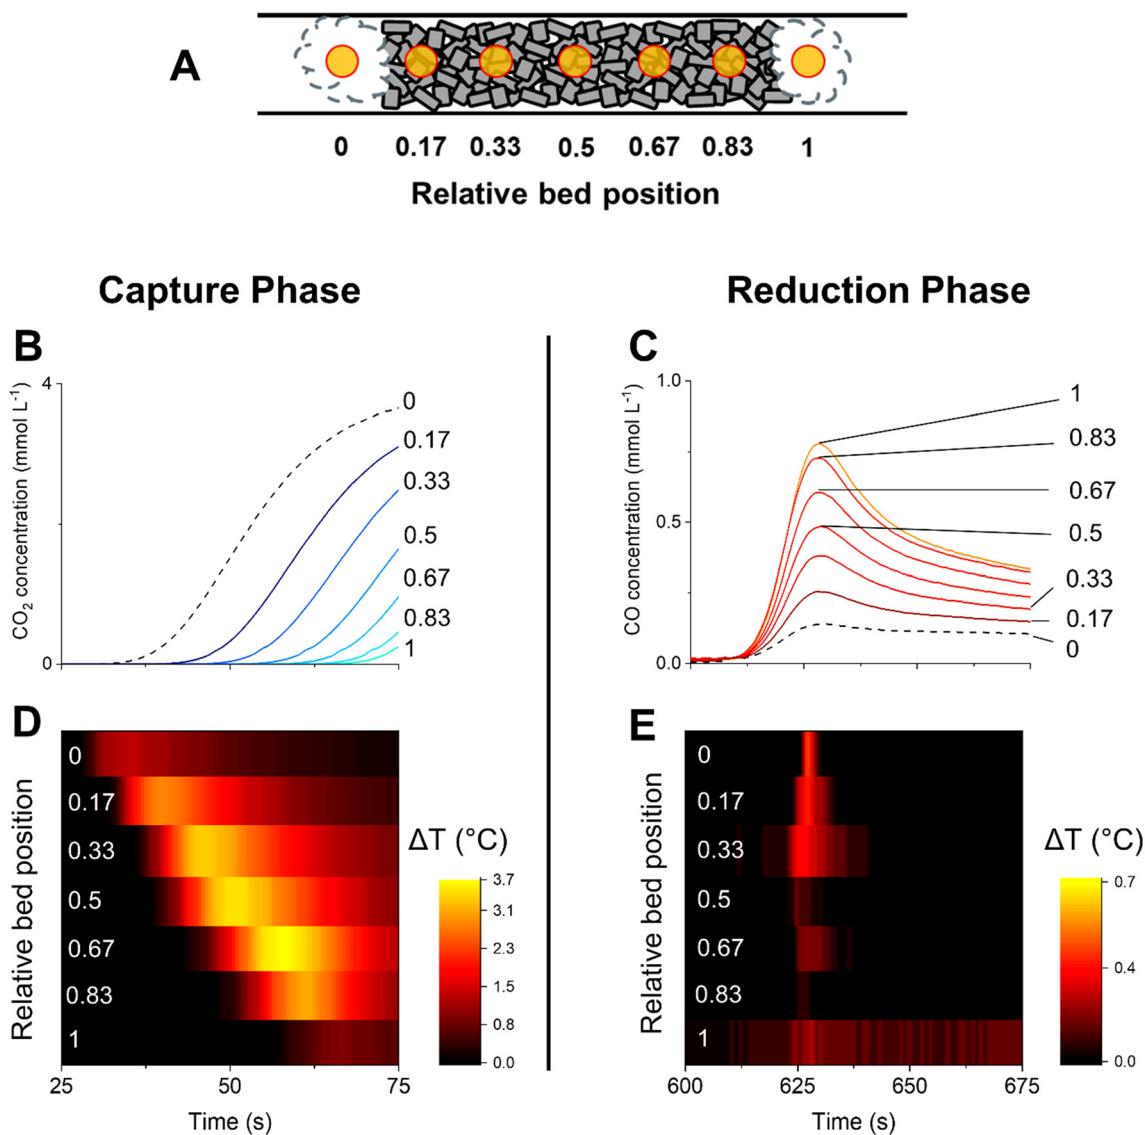 A
0 0.17 0.33 0.5 0.67 0.83 1
Relative bed position
Capture Phase
Reduction Phase
B
CO₂ concentration (mmol L⁻¹)
4
0
0
0.17
0.33
0.5
0.67
0.83
1
C
CO concentration (mmol L⁻¹)
1.0
0.5
0.0
1
0.83
0.67
0.5
0.33
0.17
0
D
Relative bed position
0
0.17
0.33
0.5
0.67
0.83
1
25 50 75
Time (s)
ΔT (°C)
3.7
3.1
2.3
1.5
0.8
0.0
E
Relative bed position
0
0.17
0.33
0.5
0.67
0.83
1
600 625 650 675
Time (s)
ΔT (°C)
0.7
0.4
0.0